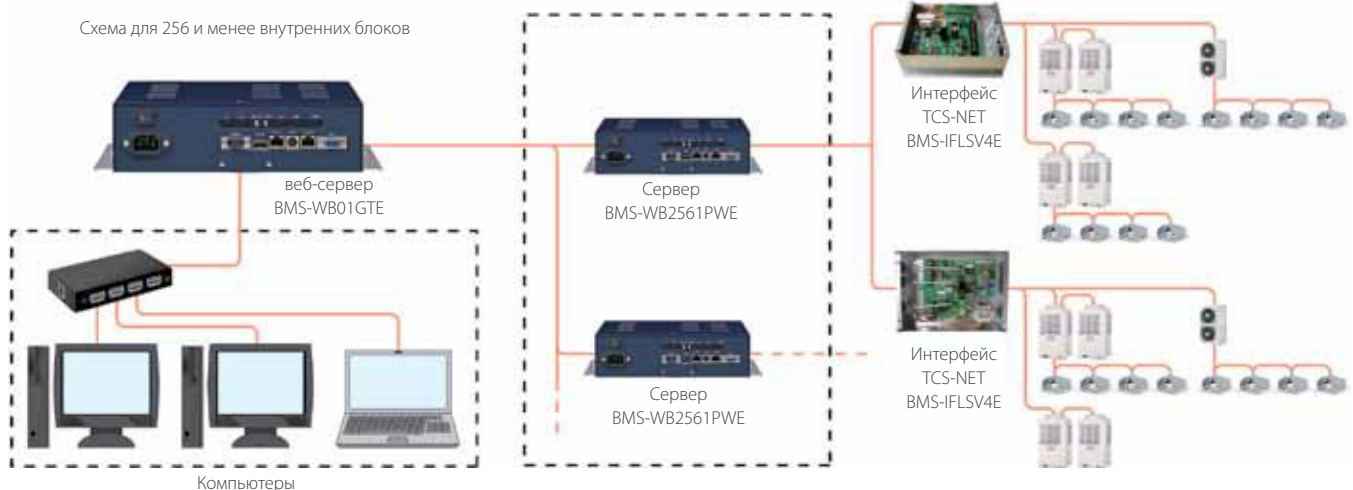 Схема для 256 и менее внутренних блоков
веб-сервер
BMS-WB01GTE
Компьютеры
Сервер
BMS-WB2561PWE
Сервер
BMS-WB2561PWE
Интерфейс
TCS-NET
BMS-IFLSV4E
Интерфейс
TCS-NET
BMS-IFLSV4E